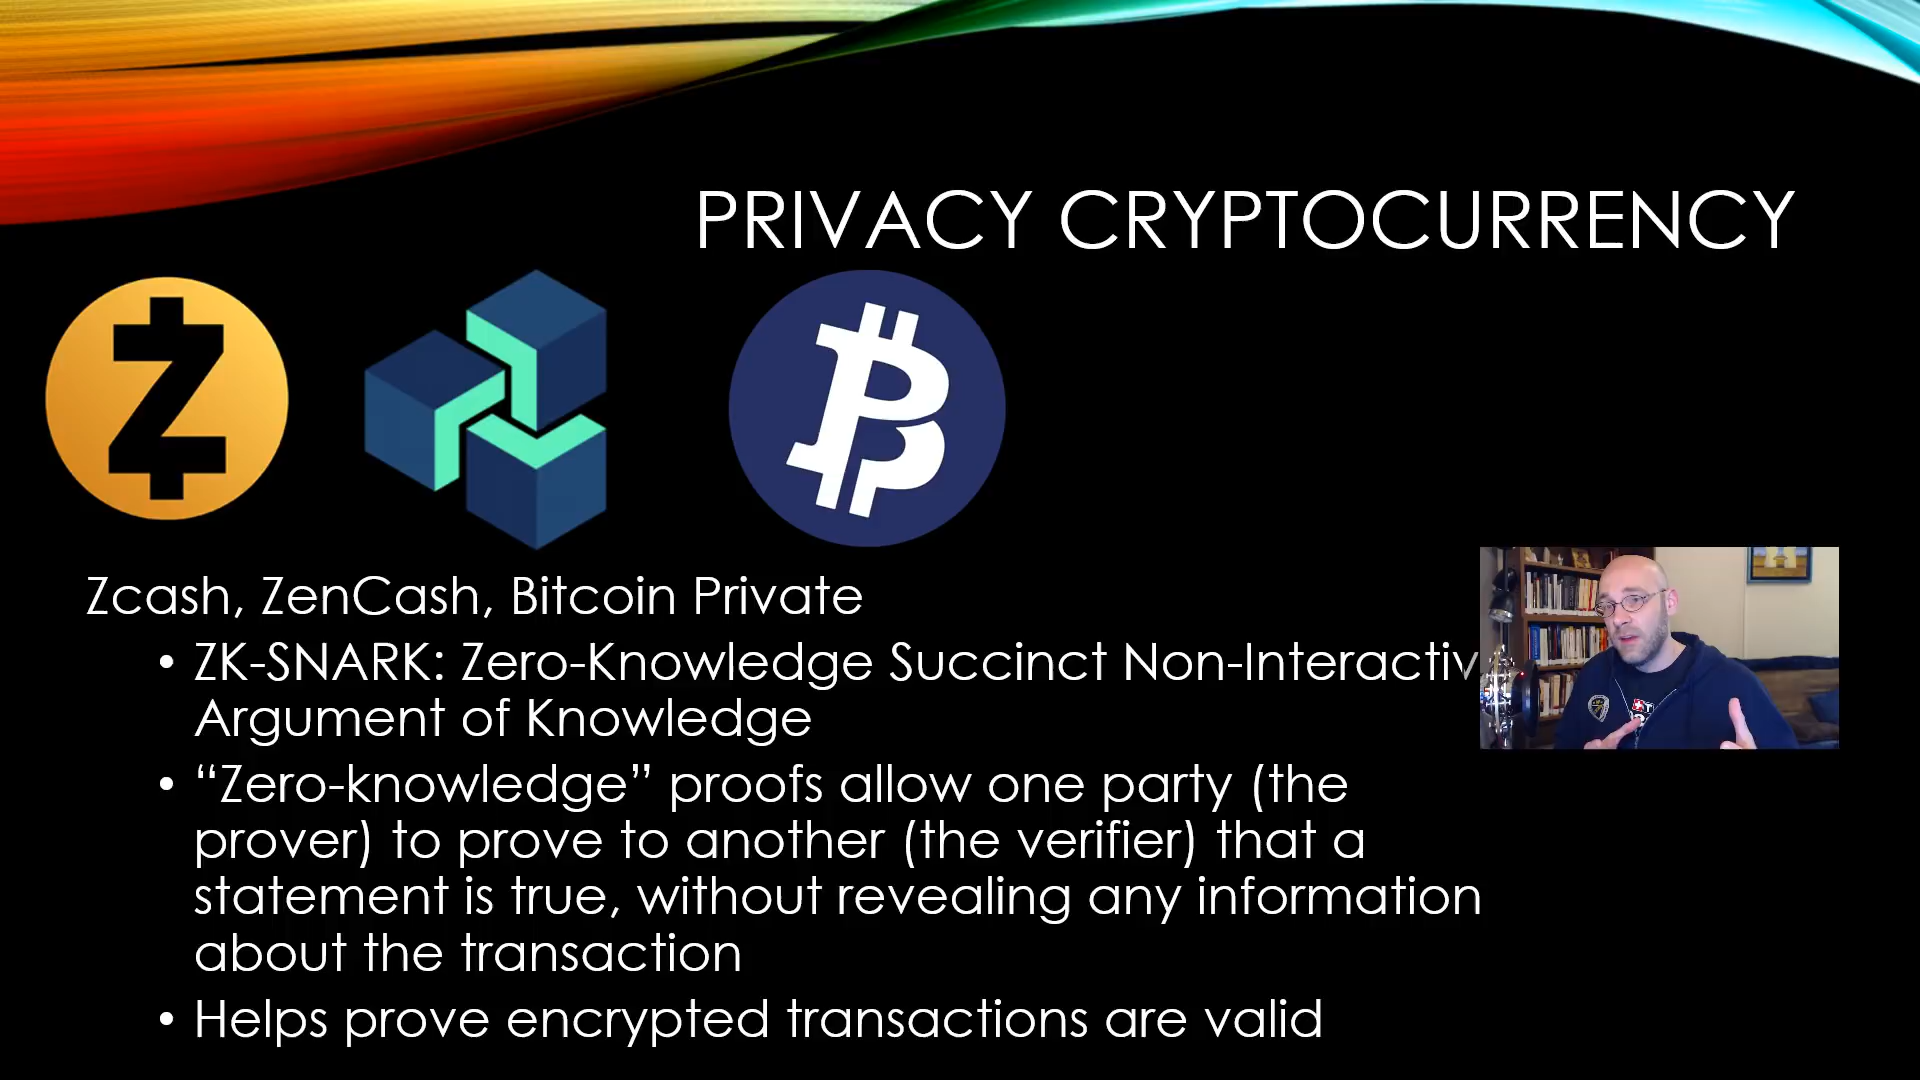 PRIVACY CRYPTOCURRENCY
Zcash, ZenCash, Bitcoin Private
• ZK-SNARK: Zero-Knowledge Succinct Non-Interactiv
Argument of Knowledge
• “Zero-knowledge” proofs allow one party (the
prover) to prove to another (the verifier) that a
statement is true, without revealing any information
about the transaction
• Helps prove encrypted transactions are valid